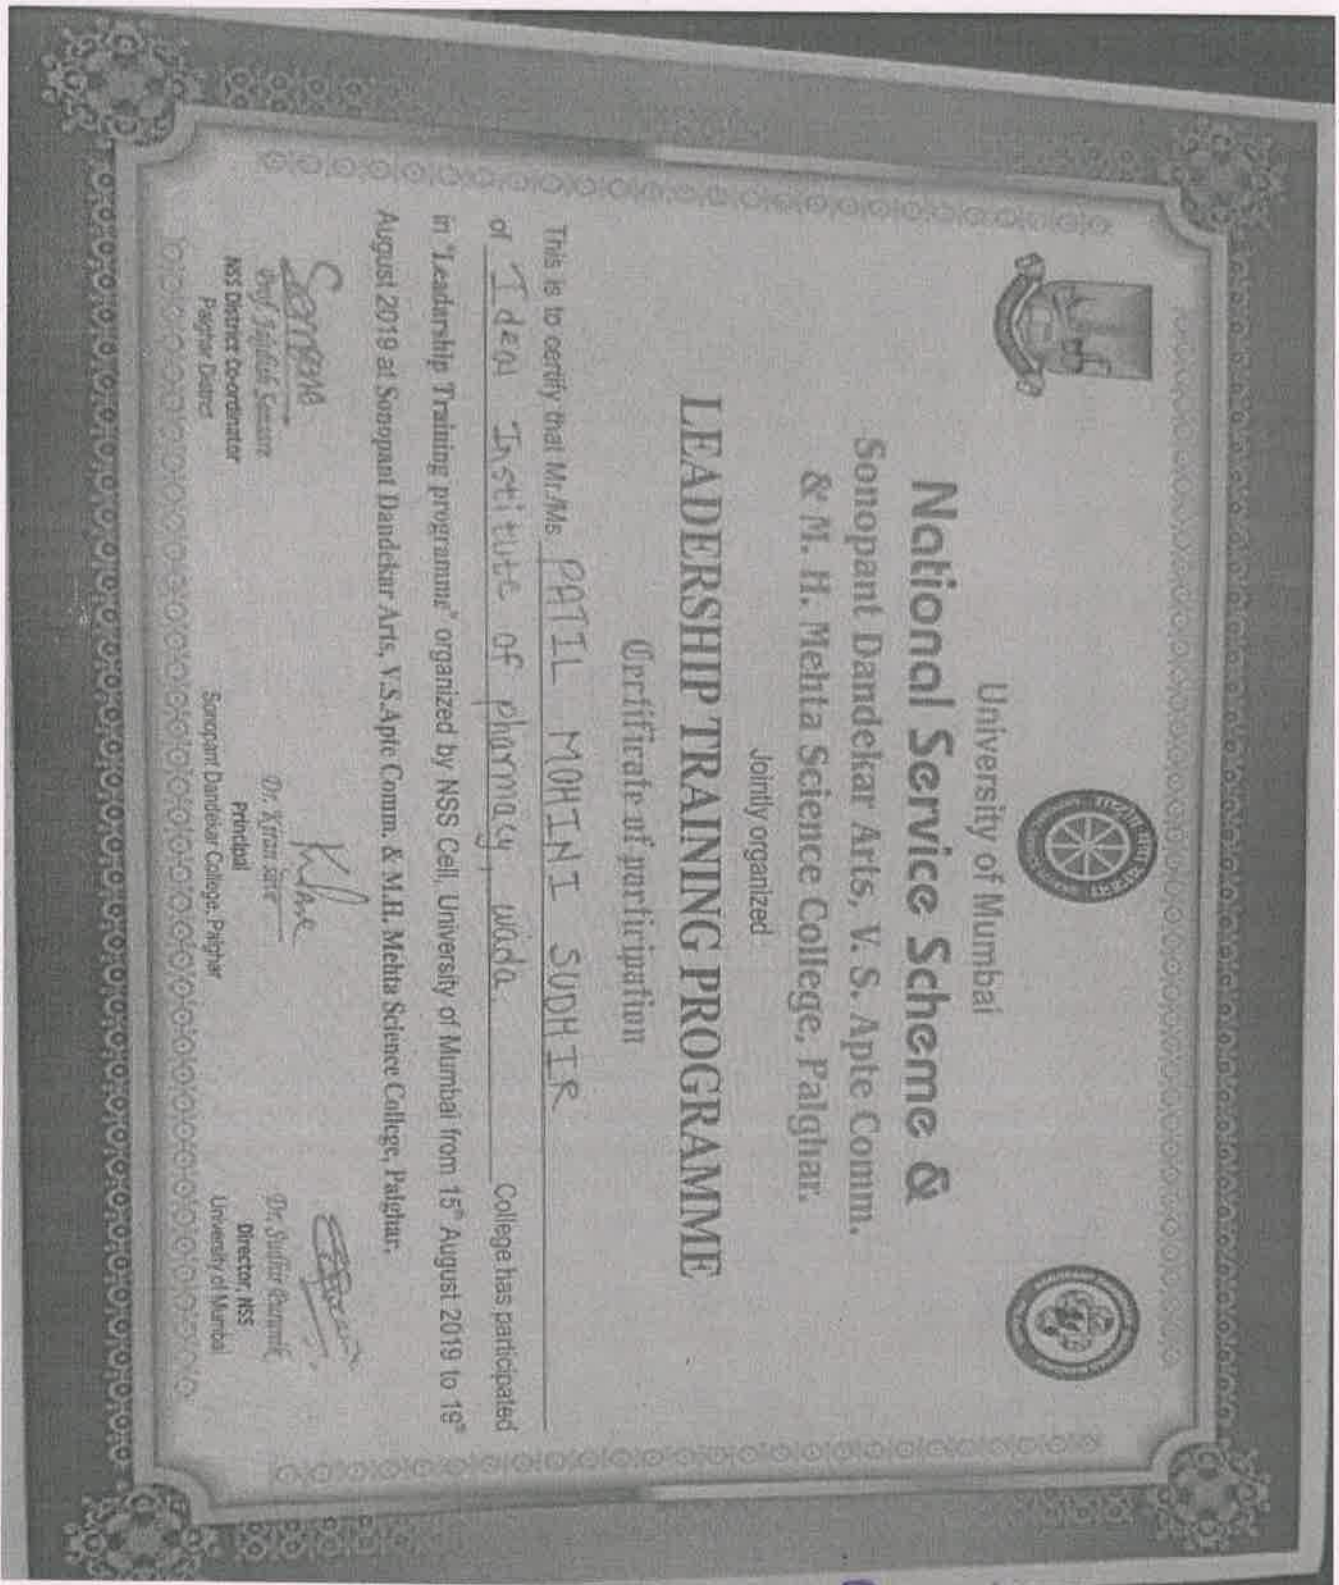 University of Mumbai
National Service Scheme &
Sonopant Dandekar Arts, V. S. Apte Comm.
& M. H. Mehta Science College, Palghar.
Jointly organized
LEADERSHIP TRAINING PROGRAMME
Certificate of participation
This is to certify that Mr./Ms PATIL MOHINI SUDHIR
of Ideal Institute of pharmacy, wada College has participated
in "Leadership Training programme" organized by NSS Cell, University of Mumbai from 15th August 2019 to 19th
August 2019 at Sonopant Dandekar Arts, V.S.Apte Comm. & M.H. Mehta Science College, Palghar.
NSS District Co-ordinator
Palghar District
Dr. Kiran Save
Principal
Sonopant Dandekar College, Palghar
Dr. Sudhir Puranik
Director, NSS
University of Mumbai